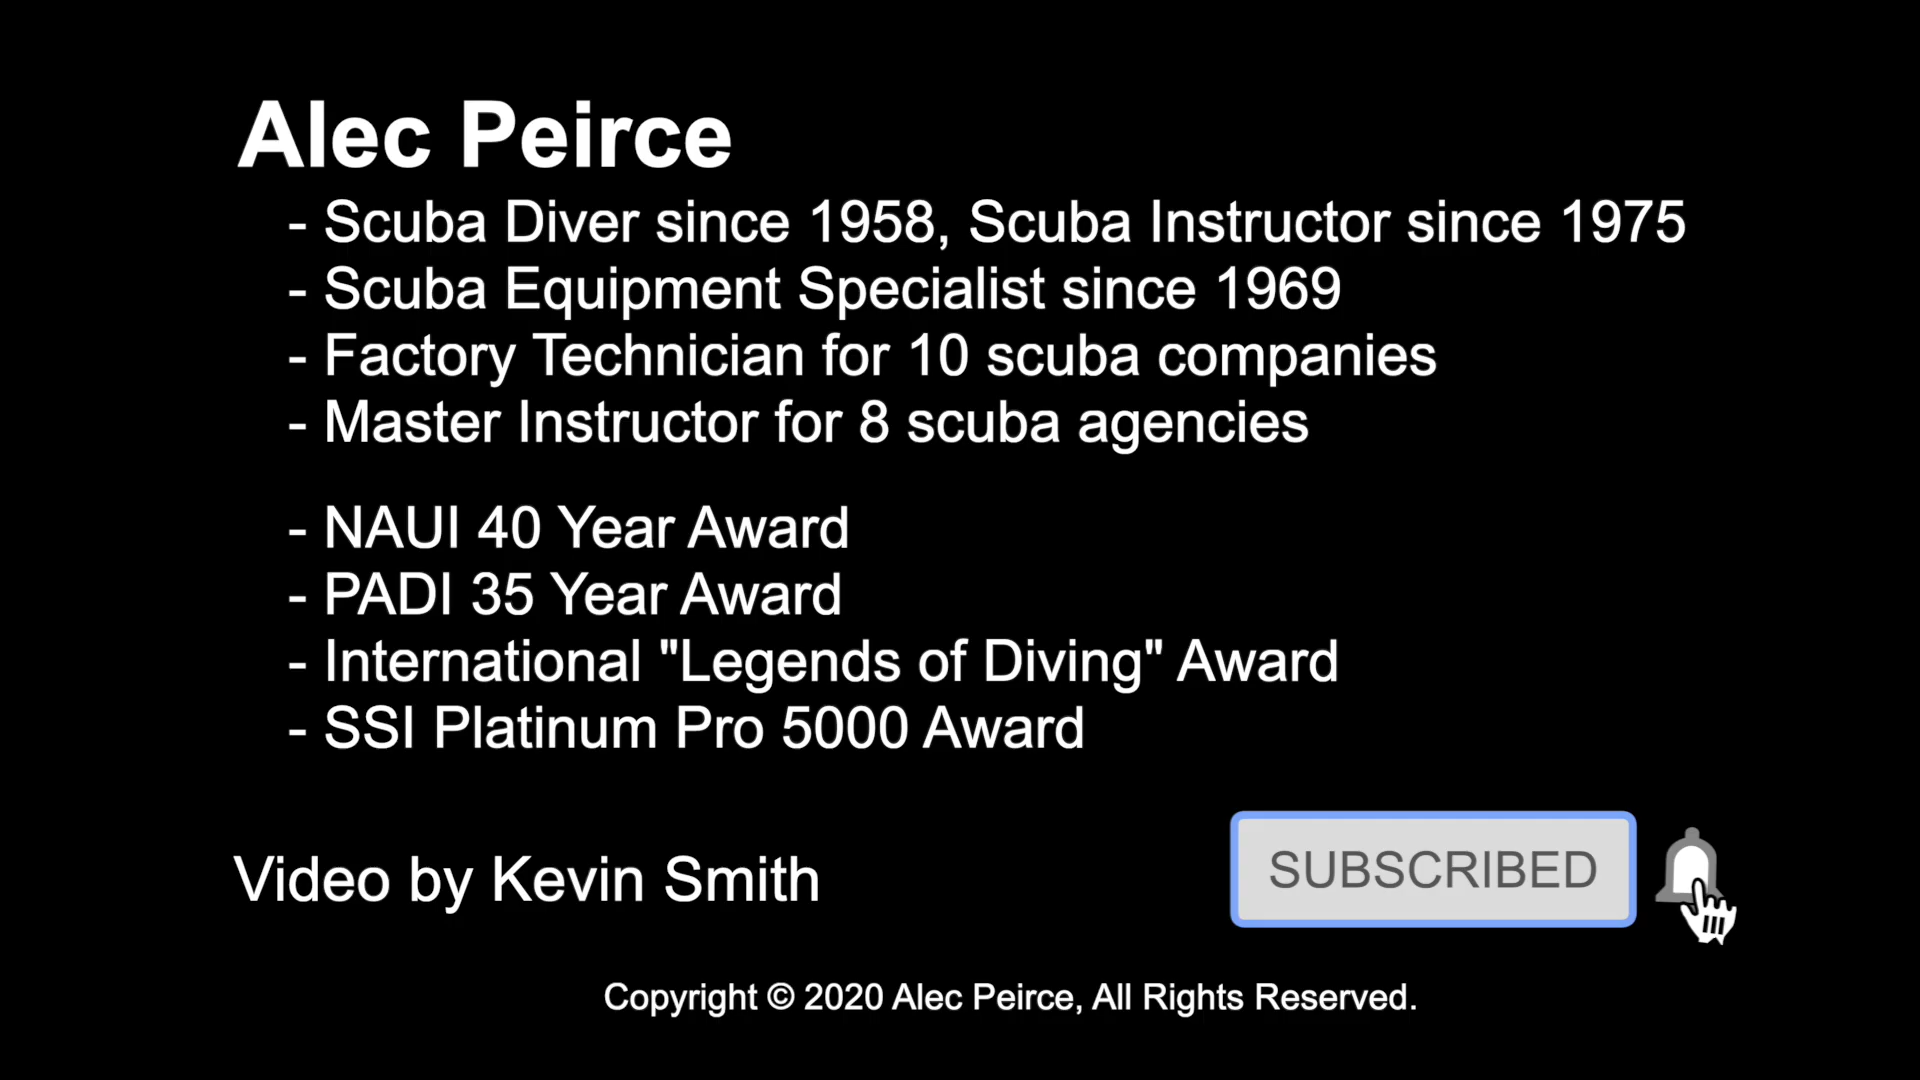 Alec Peirce
- Scuba Diver since 1958, Scuba Instructor since 1975
- Scuba Equipment Specialist since 1969
- Factory Technician for 10 scuba companies
- Master Instructor for 8 scuba agencies
- NAUI 40 Year Award
- PADI 35 Year Award
- International "Legends of Diving" Award
- SSI Platinum Pro 5000 Award
Video by Kevin Smith
SUBSCRIBED
Copyright © 2020 Alec Peirce, All Rights Reserved.